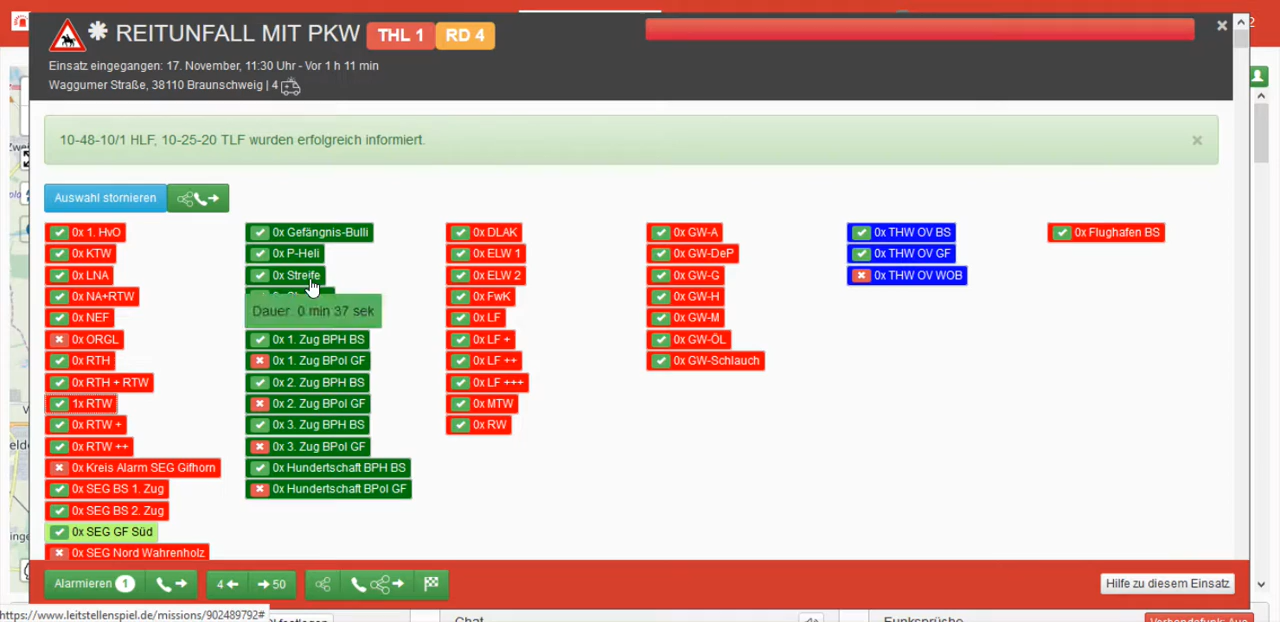 REITUNFALL MIT PKW THL 1 RD 4
Einsatz eingegangen: 17. November, 11:30 Uhr - Vor 1 h 11 min
Waggumer Straße, 38110 Braunschweig | 4
10-48-10/1 HLF, 10-25-20 TLF wurden erfolgreich informiert.
Auswahl stornieren
0x 1. HvO
0x KTW
0x LNA
0x NA+RTW
0x NEF
0x ORGL
0x RTH
0x RTH + RTW
1x RTW
0x RTW +
0x RTW ++
0x Kreis Alarm SEG Gifhorn
0x SEG BS 1. Zug
0x SEG BS 2. Zug
0x SEG GF Süd
0x SEG Nord Wahrenholz
0x Gefängnis-Bulli
0x P-Heli
0x Streife
Dauer: 0 min 37 sek
0x 1. Zug BPH BS
0x 1. Zug BPol GF
0x 2. Zug BPH BS
0x 2. Zug BPol GF
0x 3. Zug BPH BS
0x 3. Zug BPol GF
0x Hundertschaft BPH BS
0x Hundertschaft BPol GF
0x DLAK
0x ELW 1
0x ELW 2
0x FwK
0x LF
0x LF +
0x LF ++
0x LF +++
0x MTW
0x RW
0x GW-A
0x GW-DeP
0x GW-G
0x GW-H
0x GW-M
0x GW-ÖL
0x GW-Schlauch
0x THW OV BS
0x THW OV GF
0x THW OV WOB
0x Flughafen BS
Alarmieren 1
4
50
Hilfe zu diesem Einsatz
https://www.leitstellenspiel.de/missions/902489792#
Chat
Funksprüche